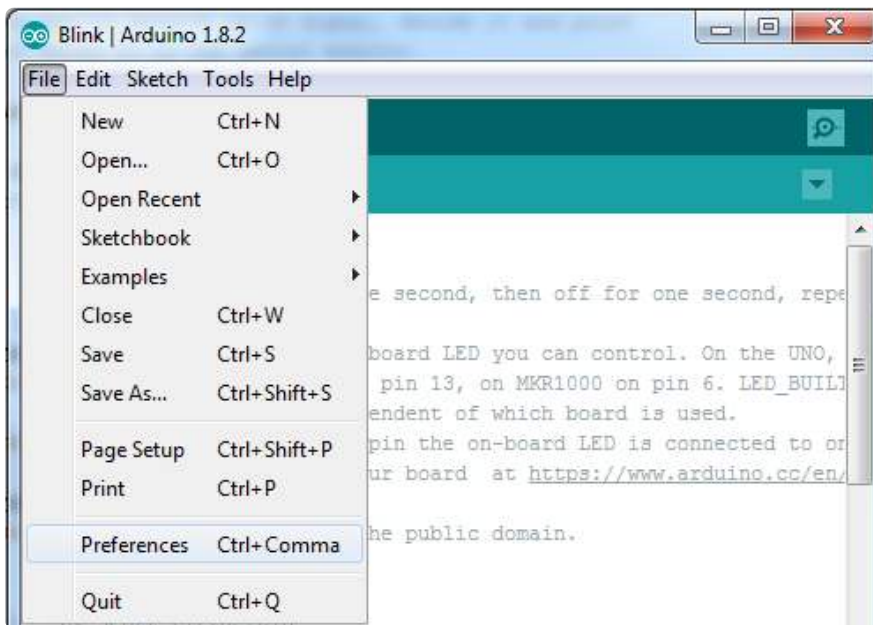 Blink | Arduino 1.8.2
File Edit Sketch Tools Help
New Ctrl+N
Open... Ctrl+O
Open Recent
Sketchbook
Examples
Close Ctrl+W
Save Ctrl+S
Save As... Ctrl+Shift+S
Page Setup Ctrl+Shift+P
Print Ctrl+P
Preferences Ctrl+Comma
Quit Ctrl+Q
e second, then off for one second, repe
board LED you can control. On the UNO,
pin 13, on MKR1000 on pin 6. LED_BUILT
endent of which board is used.
pin the on-board LED is connected to on
ur board at https://www.arduino.cc/en/
he public domain.